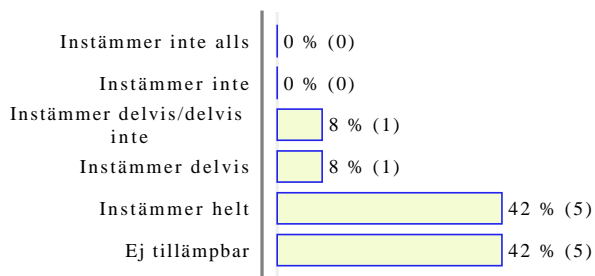 Instämmer inte alls 0 % (0)
Instämmer inte 0 % (0)
Instämmer delvis/delvis
inte 8 % (1)
Instämmer delvis 8 % (1)
Instämmer helt 42 % (5)
Ej tillämpbar 42 % (5)